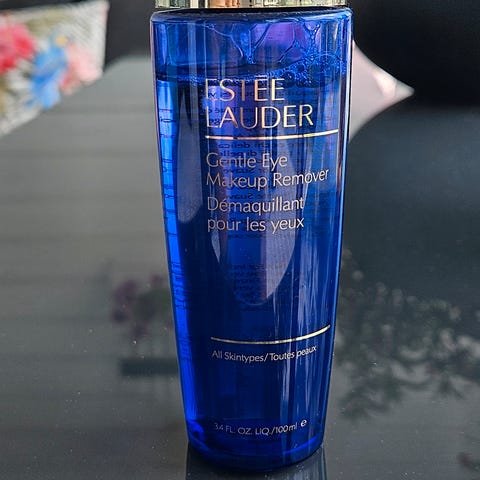 ESTEE
LAUDER
Gentle Eye
Makeup Remover
Démaquillant
pour les yeux
All Skintypes/Toutes peaux
3.4 FL. OZ. LIQ./100ml ℮